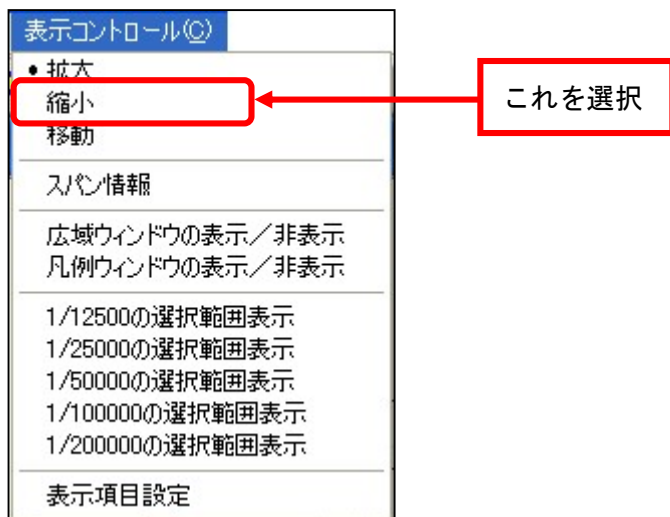 表示コントロール(C)
• 拡大
縮小
これを選択
移動
スパン情報
広域ウィンドウの表示／非表示
凡例ウィンドウの表示／非表示
1/12500の選択範囲表示
1/25000の選択範囲表示
1/50000の選択範囲表示
1/100000の選択範囲表示
1/200000の選択範囲表示
表示項目設定